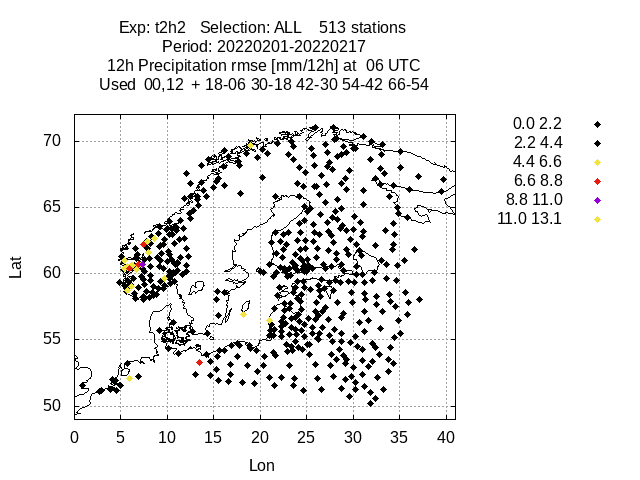 Exp: t2h2   Selection: ALL    513 stations
Period: 20220201-20220217
12h Precipitation rmse [mm/12h] at  06 UTC
Used  00,12  + 18-06 30-18 42-30 54-42 66-54
0.0 2.2
2.2 4.4
4.4 6.6
6.6 8.8
8.8 11.0
11.0 13.1
70
65
60
55
50
Lat
0 5 10 15 20 25 30 35 40
Lon